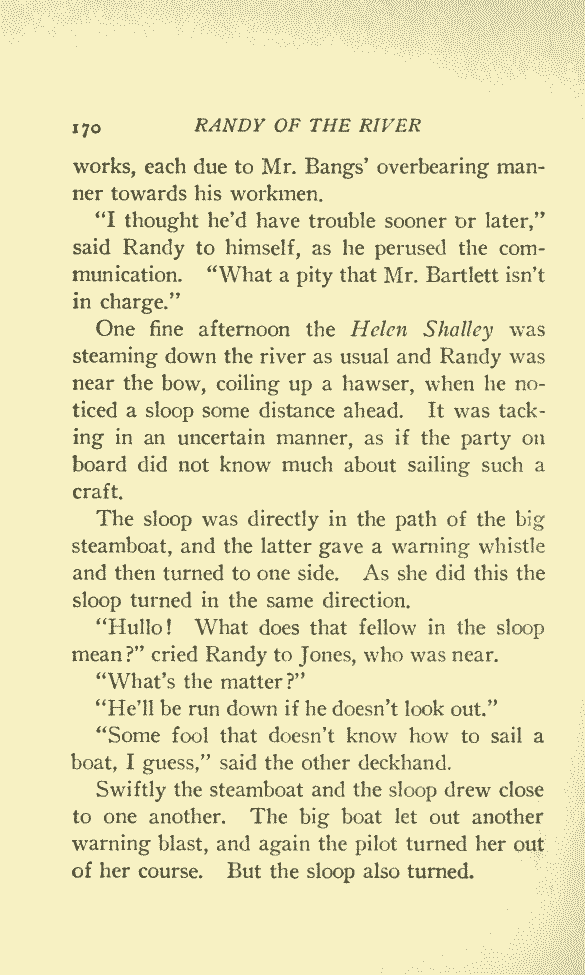 170 RANDY OF THE RIVER
works, each due to Mr. Bangs’ overbearing man-
ner towards his workmen.
“I thought he’d have trouble sooner or later,”
said Randy to himself, as he perused the com-
munication. “What a pity that Mr. Bartlett isn’t
in charge.”
One fine afternoon the Helen Shalley was
steaming down the river as usual and Randy was
near the bow, coiling up a hawser, when he no-
ticed a sloop some distance ahead. It was tack-
ing in an uncertain manner, as if the party on
board did not know much about sailing such a
craft.
The sloop was directly in the path of the big
steamboat, and the latter gave a warning whistle
and then turned to one side. As she did this the
sloop turned in the same direction.
“Hullo! What does that fellow in the sloop
mean?” cried Randy to Jones, who was near.
“What’s the matter?”
“He’ll be run down if he doesn’t look out.”
“Some fool that doesn’t know how to sail a
boat, I guess,” said the other deckhand.
Swiftly the steamboat and the sloop drew close
to one another. The big boat let out another
warning blast, and again the pilot turned her out
of her course. But the sloop also turned.